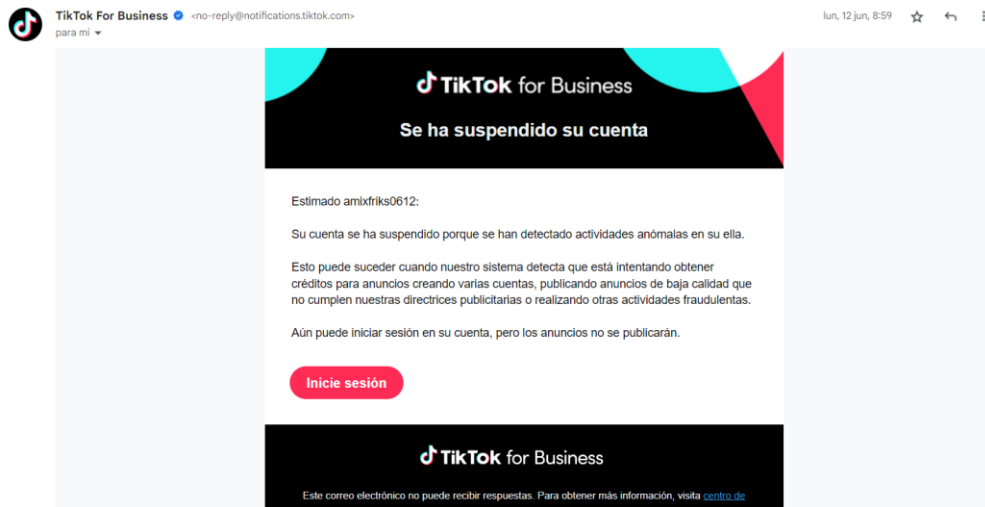 TikTok For Business <no-reply@notifications.tiktok.com> lun, 12 jun, 8:59
para mí
TikTok for Business
Se ha suspendido su cuenta
Estimado amixfriks0612:
Su cuenta se ha suspendido porque se han detectado actividades anómalas en su ella.
Esto puede suceder cuando nuestro sistema detecta que está intentando obtener
créditos para anuncios creando varias cuentas, publicando anuncios de baja calidad que
no cumplen nuestras directrices publicitarias o realizando otras actividades fraudulentas.
Aún puede iniciar sesión en su cuenta, pero los anuncios no se publicarán.
Inicie sesión
TikTok for Business
Este correo electrónico no puede recibir respuestas. Para obtener más información, visita centro de